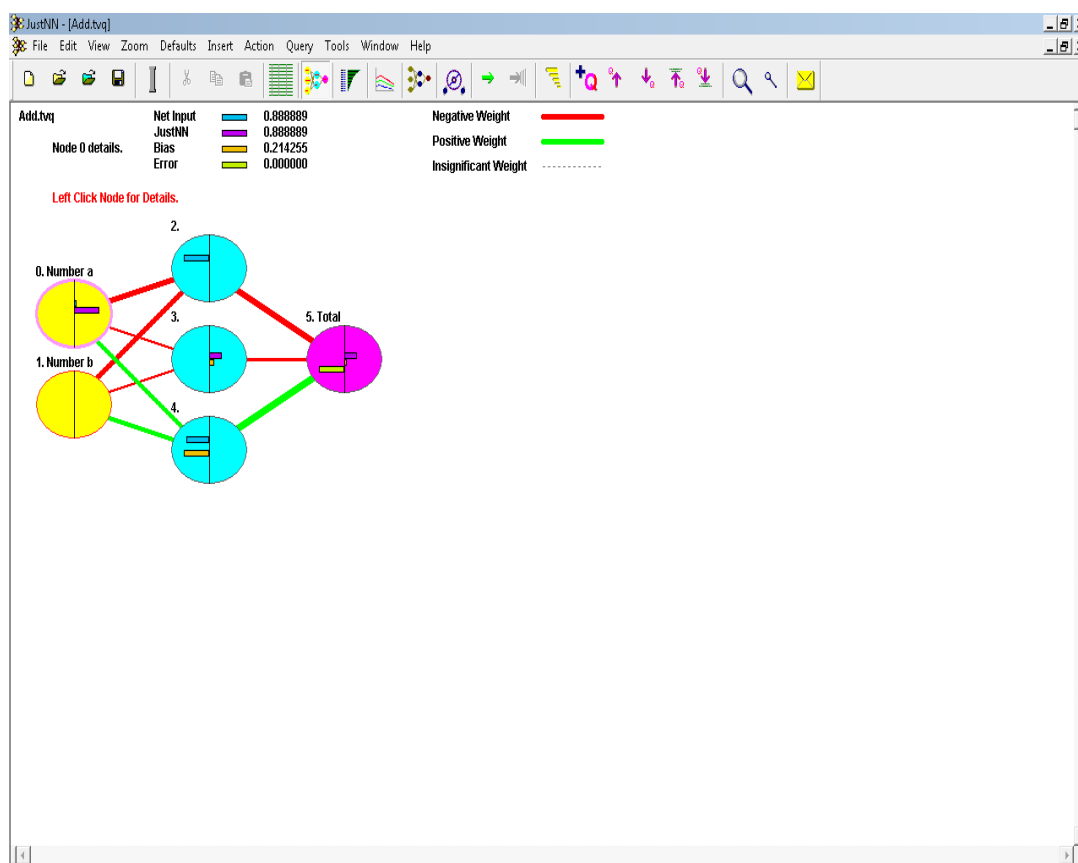 JustNN - [Add.tvq]
File Edit View Zoom Defaults Insert Action Query Tools Window Help
Q
Add.tvq Net Input 0.888889 Negative Weight
JustNN 0.888889
Node 0 details. Bias 0.214255 Positive Weight
Error 0.000000 Insignificant Weight
Left Click Node for Details.
2.
0. Number a
3. 5. Total
1. Number b
4.